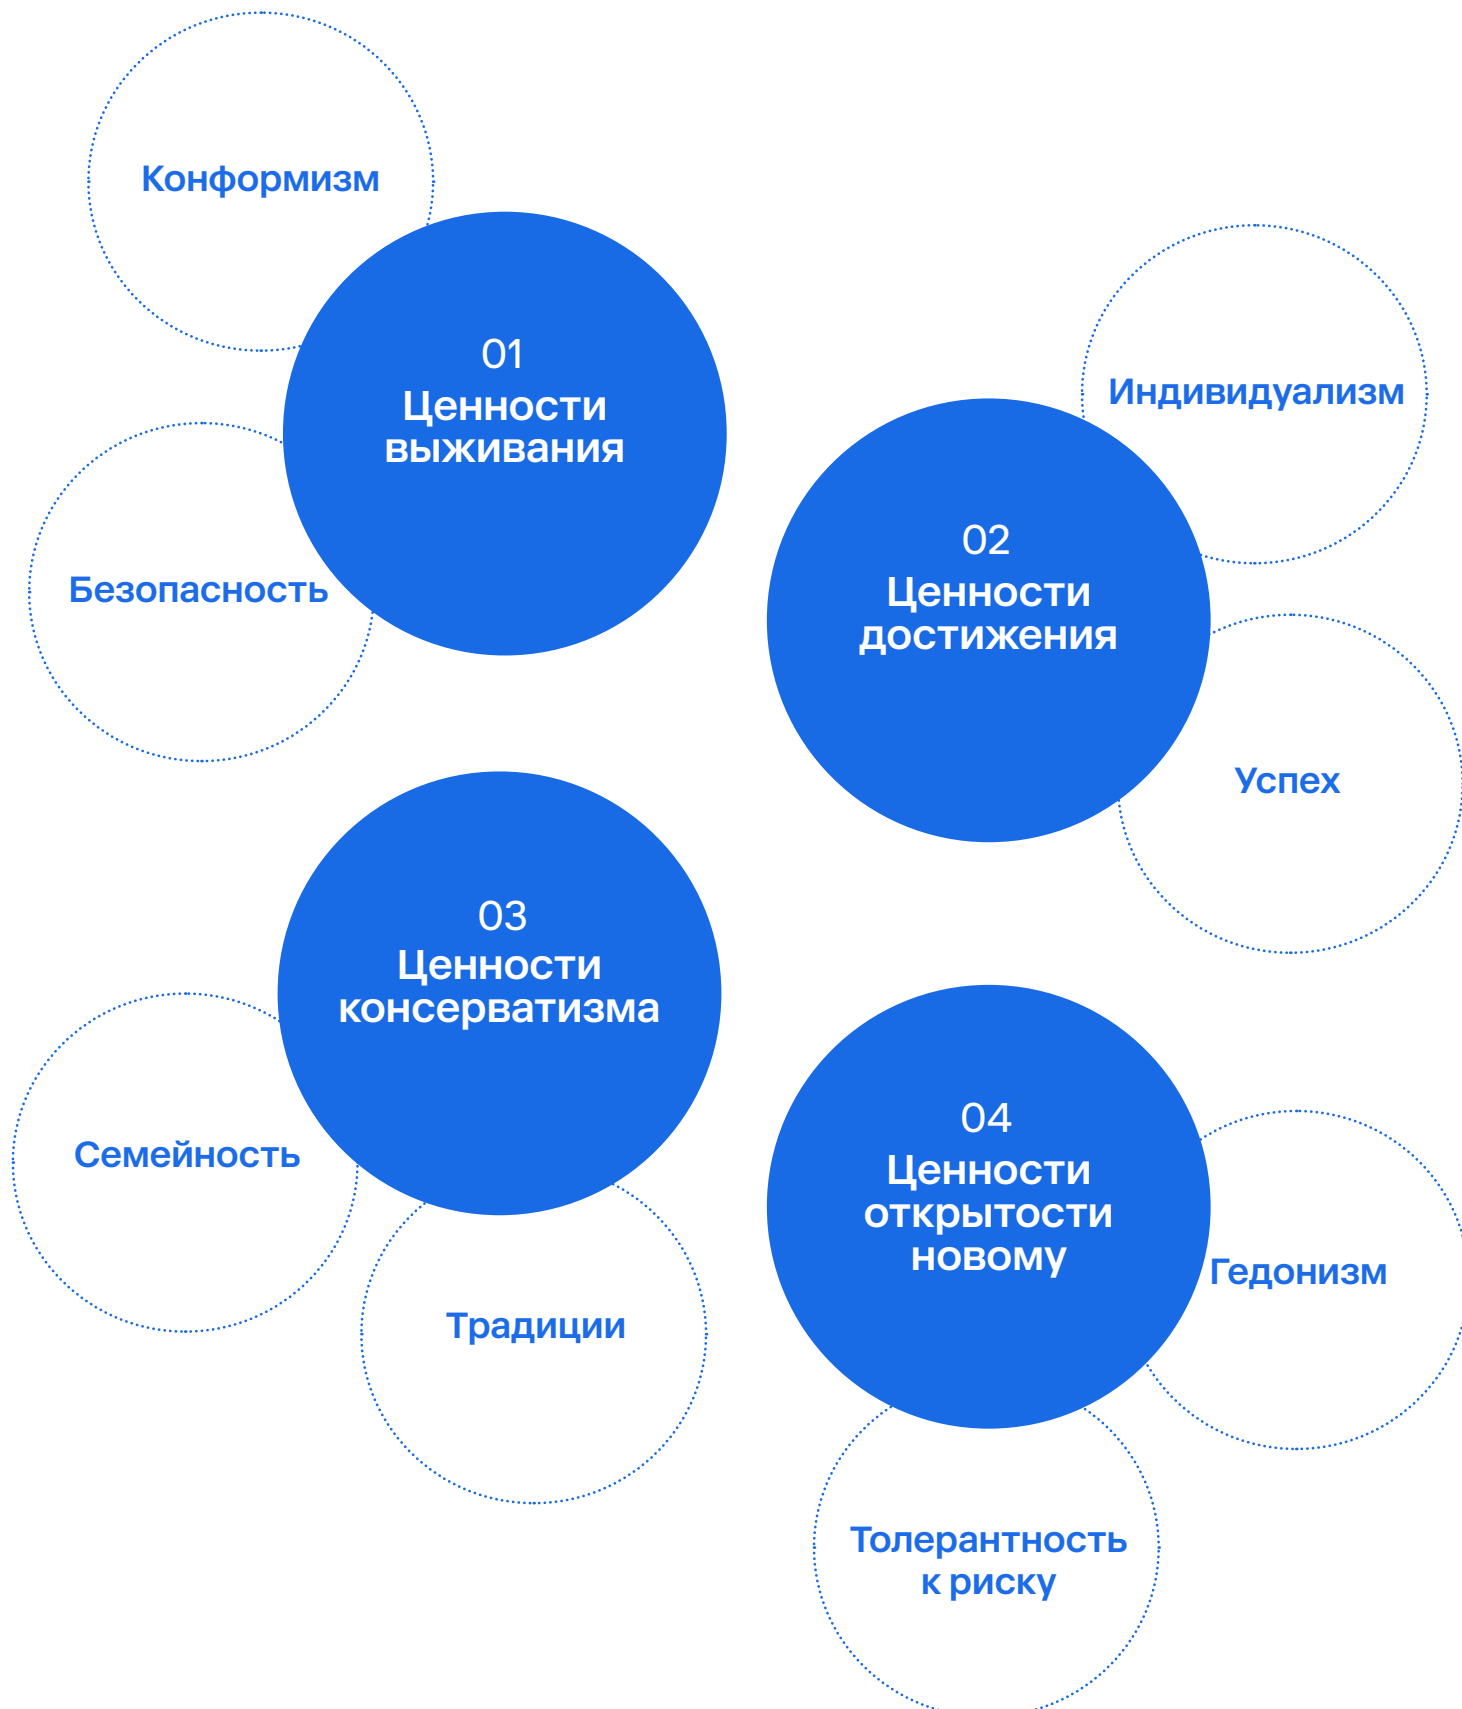 Конформизм
01
Ценности
выживания
Безопасность
Индивидуализм
02
Ценности
достижения
Успех
03
Ценности
консерватизма
Семейность
Традиции
04
Ценности
открытости
новому
Гедонизм
Толерантность
к риску